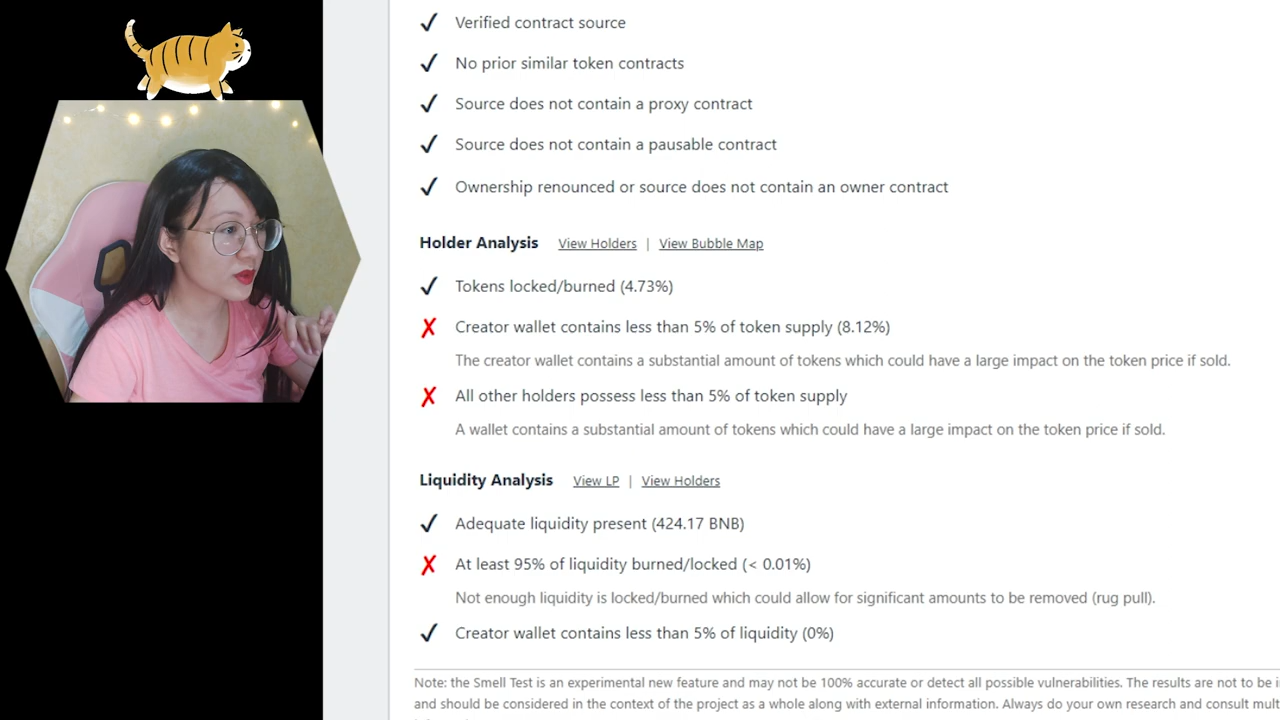 Verified contract source
No prior similar token contracts
Source does not contain a proxy contract
Source does not contain a pausable contract
Ownership renounced or source does not contain an owner contract
Holder Analysis View Holders | View Bubble Map
Tokens locked/burned (4.73%)
Creator wallet contains less than 5% of token supply (8.12%)
The creator wallet contains a substantial amount of tokens which could have a large impact on the token price if sold.
All other holders possess less than 5% of token supply
A wallet contains a substantial amount of tokens which could have a large impact on the token price if sold.
Liquidity Analysis View LP | View Holders
Adequate liquidity present (424.17 BNB)
At least 95% of liquidity burned/locked (< 0.01%)
Not enough liquidity is locked/burned which could allow for significant amounts to be removed (rug pull).
Creator wallet contains less than 5% of liquidity (0%)
Note: the Smell Test is an experimental new feature and may not be 100% accurate or detect all possible vulnerabilities. The results are not to be
and should be considered in the context of the project as a whole along with external information. Always do your own research and consult